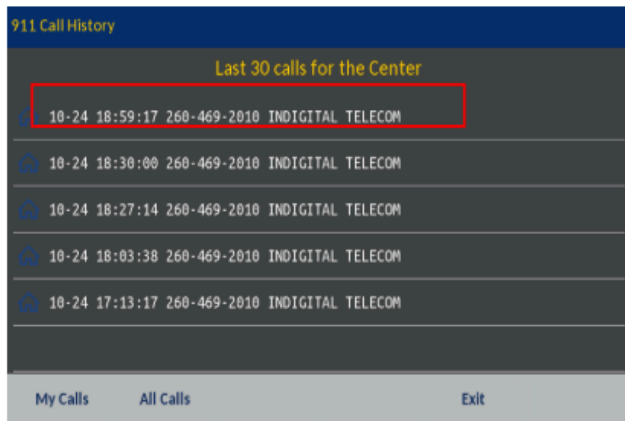 911 Call History
Last 30 calls for the Center
10-24 18:59:17 260-469-2010 INDIGITAL TELECOM
10-24 18:30:00 260-469-2010 INDIGITAL TELECOM
10-24 18:27:14 260-469-2010 INDIGITAL TELECOM
10-24 18:03:38 260-469-2010 INDIGITAL TELECOM
10-24 17:13:17 260-469-2010 INDIGITAL TELECOM
My Calls All Calls Exit